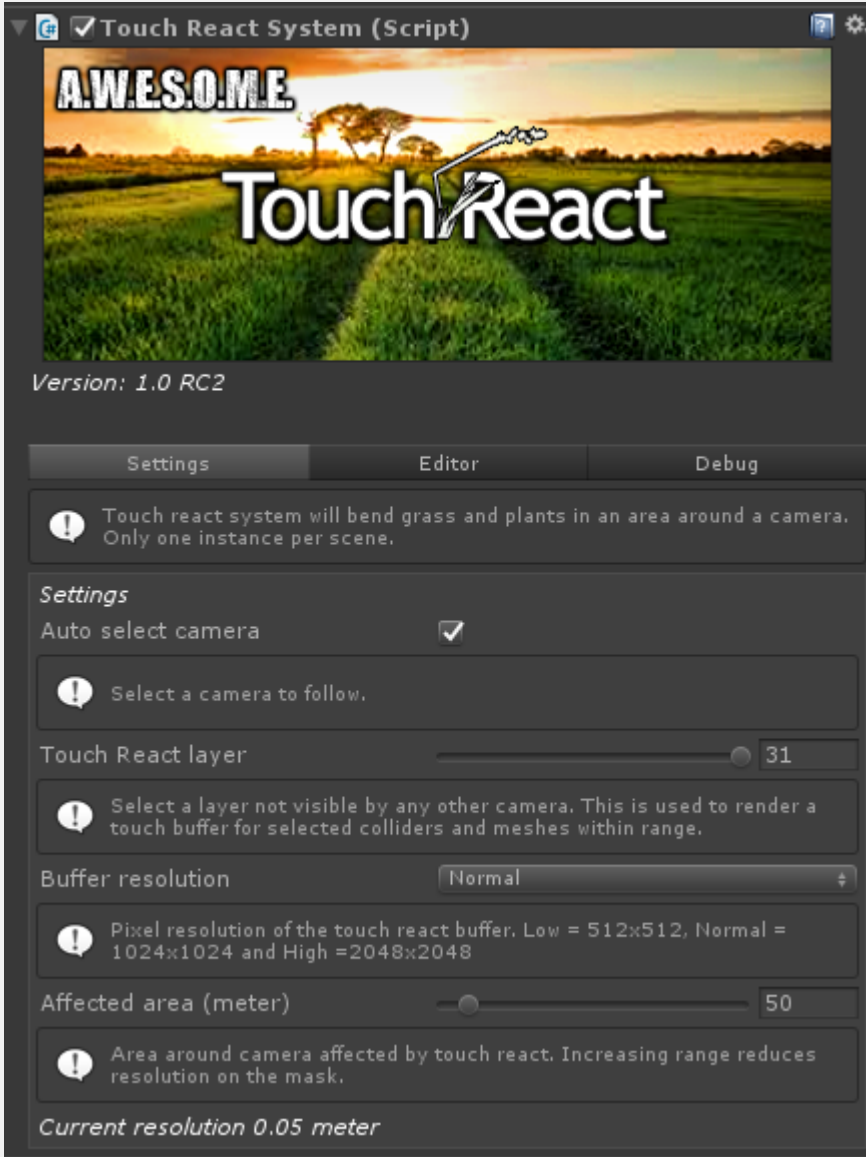 Touch React System (Script)
A.W.E.S.O.M.E.
Touch React
Version: 1.0 RC2
Settings
Editor
Debug
Touch react system will bend grass and plants in an area around a camera.
Only one instance per scene.
Settings
Auto select camera
Select a camera to follow.
Touch React layer
31
Select a layer not visible by any other camera. This is used to render a
touch buffer for selected colliders and meshes within range.
Buffer resolution
Normal
Pixel resolution of the touch react buffer. Low = 512x512, Normal =
1024x1024 and High =2048x2048
Affected area (meter)
50
Area around camera affected by touch react. Increasing range reduces
resolution on the mask.
Current resolution 0.05 meter